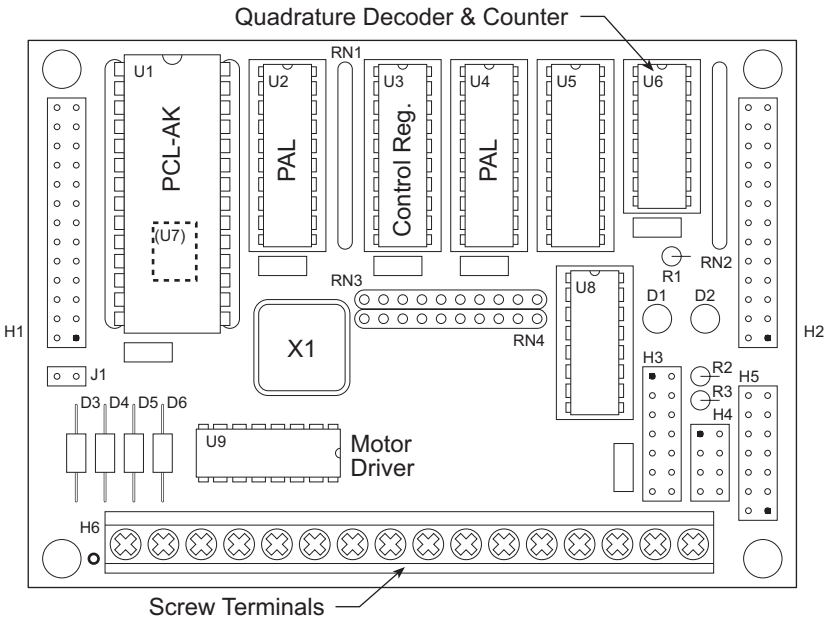 Quadrature Decoder & Counter
RN1
U1
U2
U3
U4
U5
U6
PCL-AK
PAL
Control Reg.
PAL
(U7)
R1
RN2
RN3
U8
D1
D2
H1
X1
RN4
H2
H3
J1
R2
H5
R3
D3
D4
D5
D6
H4
U9
Motor
Driver
H6
Screw Terminals